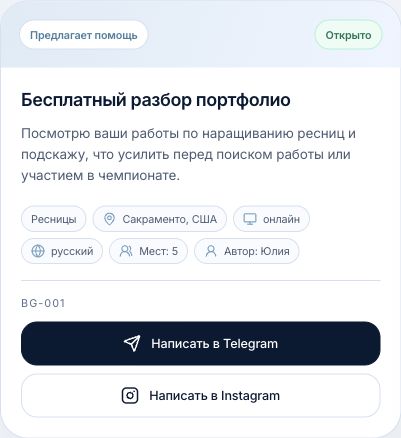 Предлагает помощь
Открыто
Бесплатный разбор портфолио
Посмотрю ваши работы по наращиванию ресниц и
подскажу, что усилить перед поиском работы или
участием в чемпионате.
Ресницы
Сакраменто, США
онлайн
русский
Мест: 5
Автор: Юлия
BG-001
Написать в Telegram
Написать в Instagram